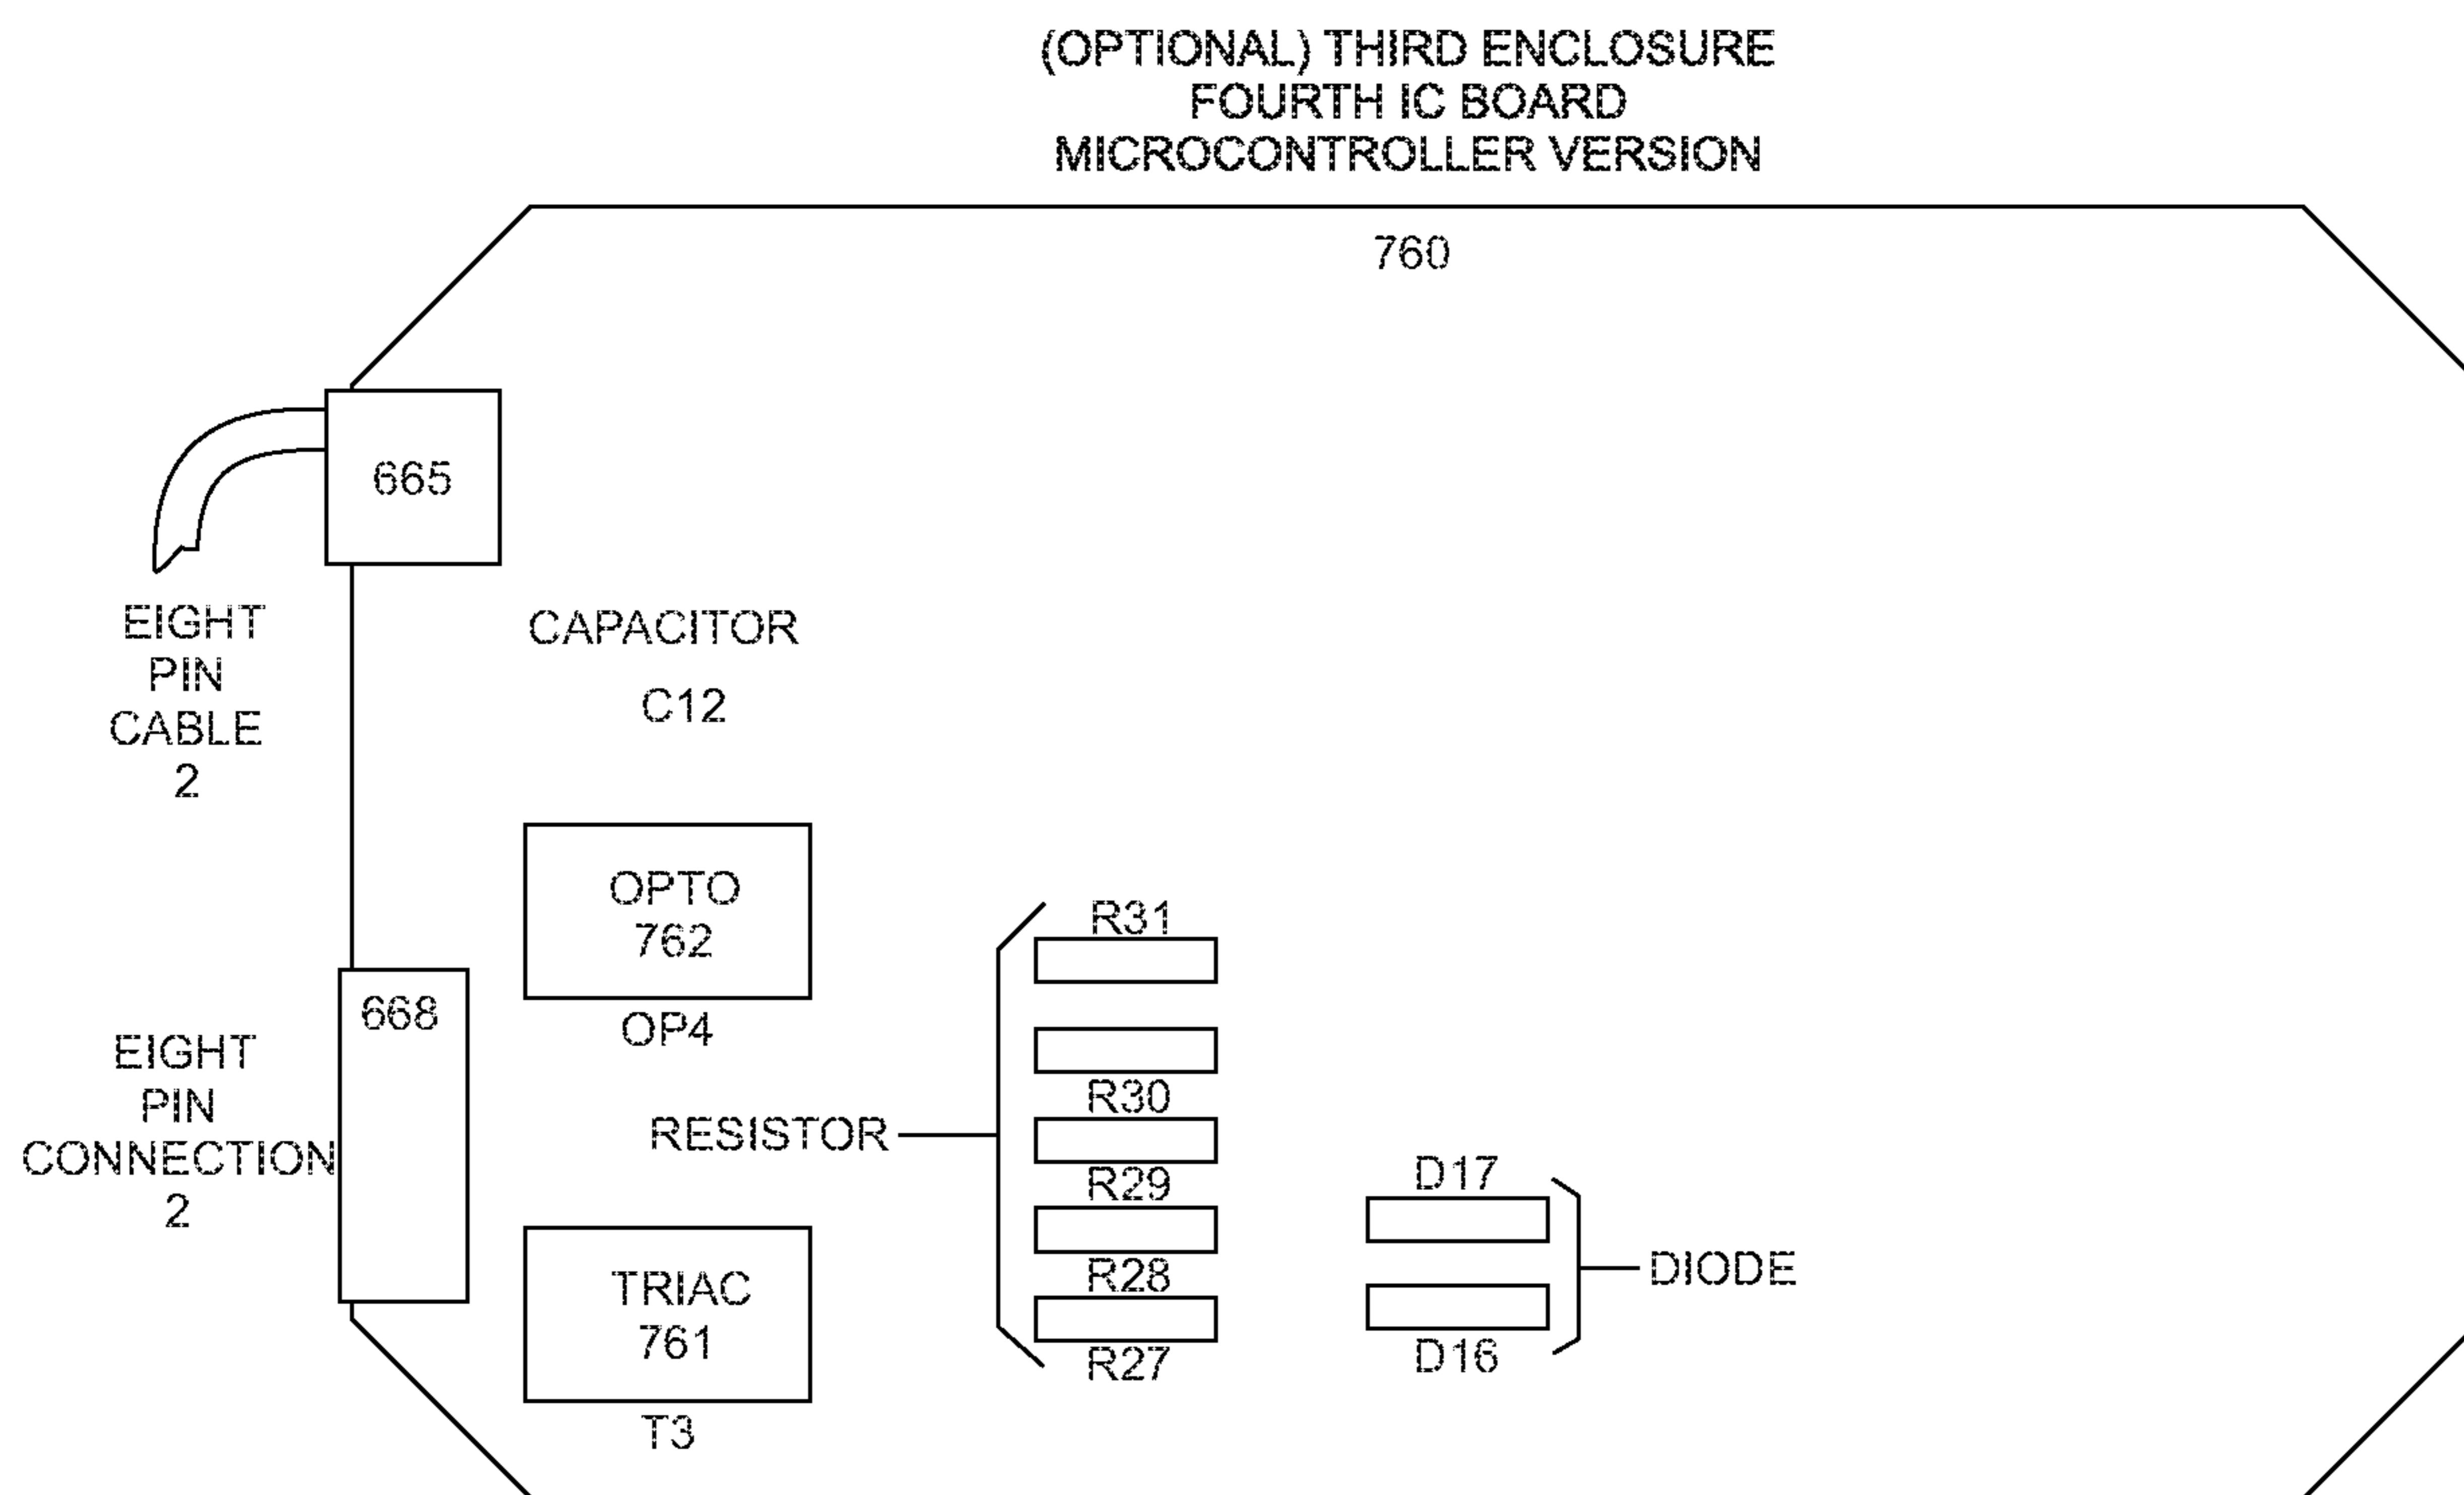 (OPTIONAL) THIRD ENCLOSURE
FOURTH IC BOARD
MICROCONTROLLER VERSION
760
665
EIGHT
PIN
CABLE
2
CAPACITOR
C12
OPTO
762
OP4
668
EIGHT
PIN
CONNECTION
2
RESISTOR
R31
R30
R29
R28
R27
D17
D16
DIODE
TRIAC
761
T3